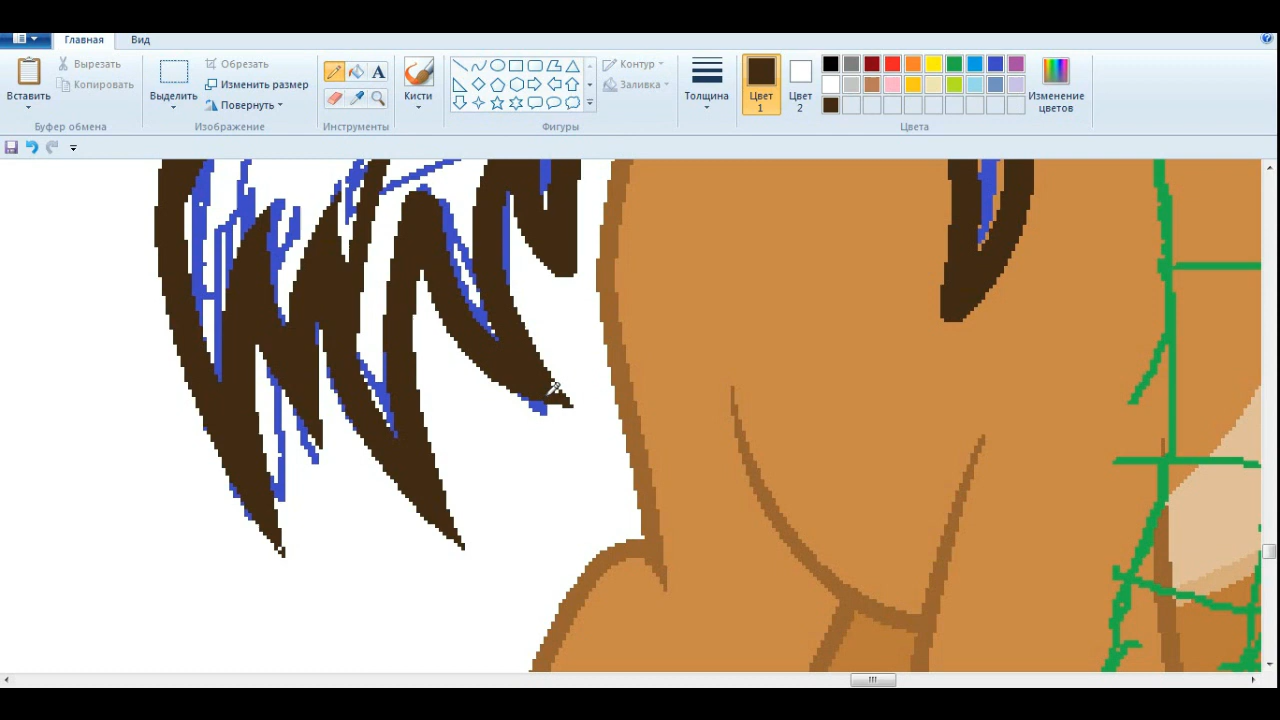 Главная Вид
Вставить
Вырезать
Копировать
Буфер обмена
Выделить
Обрезать
Изменить размер
Повернуть
Изображение
A
Инструменты
Кисти
Контур
Заливка
Фигуры
Толщина
Цвет
1
Цвет
2
Изменение
цветов
Цвета